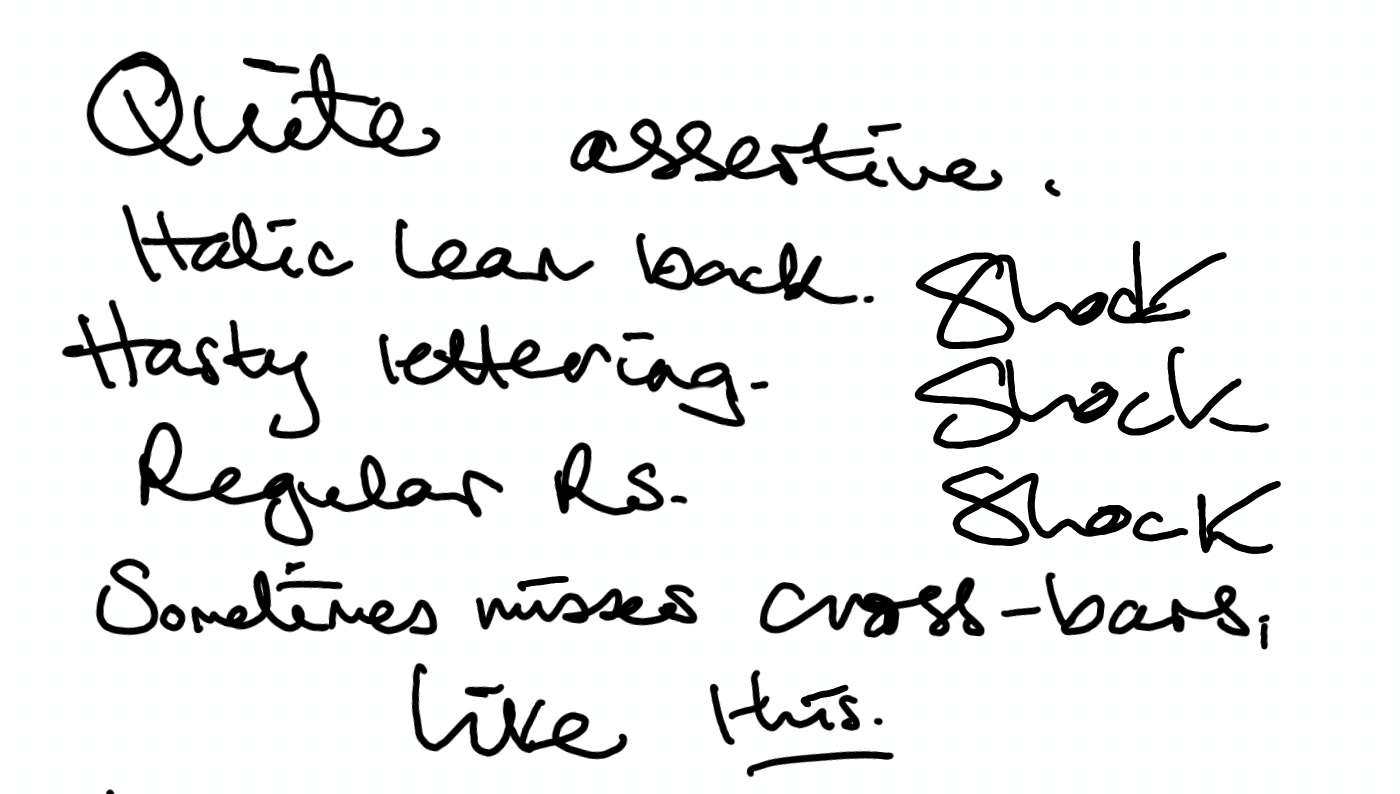 Quite assertive.
Italic lean back.
Hasty lettering.
Regular Rs.
Shock
Shock
Shock
Sometimes misses cross-bars,
like this.